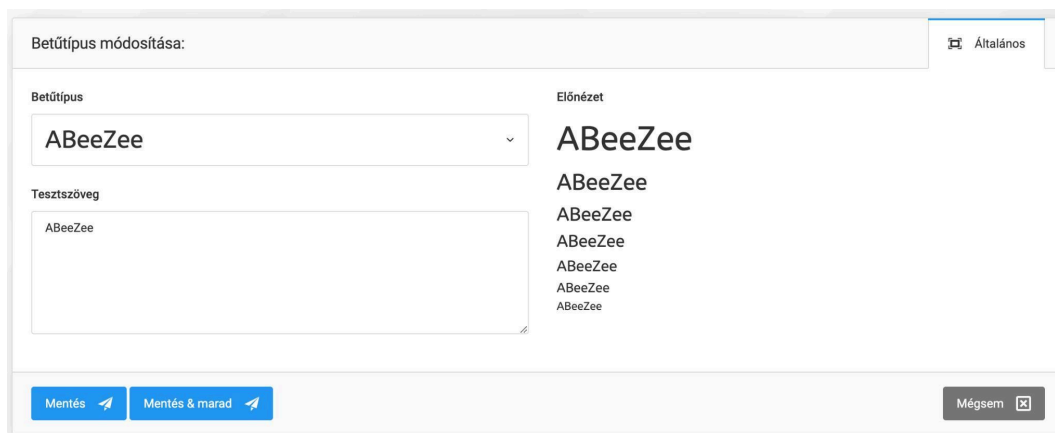 Betűtípus módosítása:
Általános
Betűtípus
ABeeZee
Tesztszöveg
ABeeZee
Előnézet
ABeeZee
ABeeZee
ABeeZee
ABeeZee
ABeeZee
ABeeZee
ABeeZee
Mentés
Mentés & marad
Mégsem